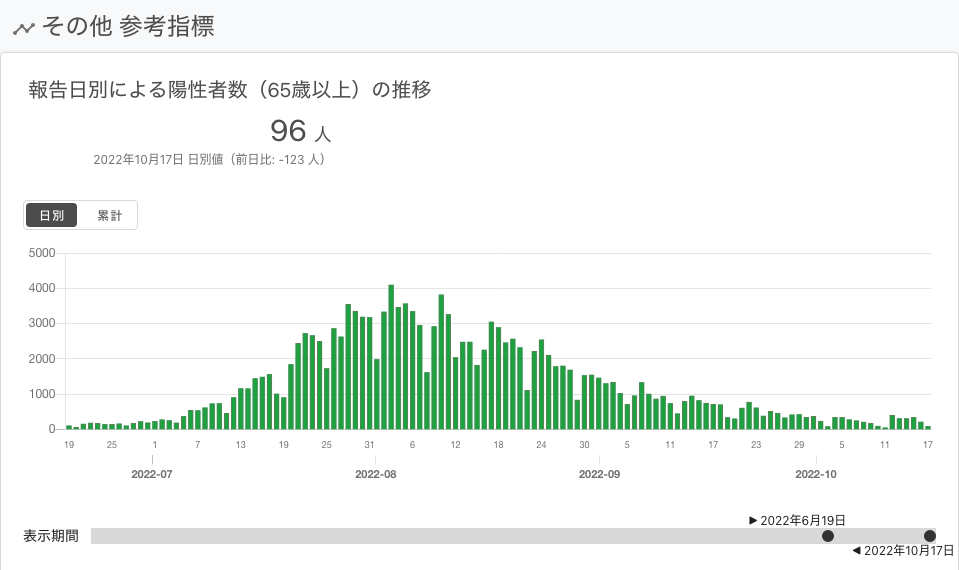 その他 参考指標
報告日別による陽性者数（65歳以上）の推移
96 人
2022年10月17日 日別値（前日比: -123 人）
日別 累計
5000
4000
3000
2000
1000
0
19 25 1 7 13 19 25 31 6 12 18 24 30 5 11 17 23 29 5 11 17
2022-07 2022-08 2022-09 2022-10
▶ 2022年6月19日
表示期間
◀ 2022年10月17日